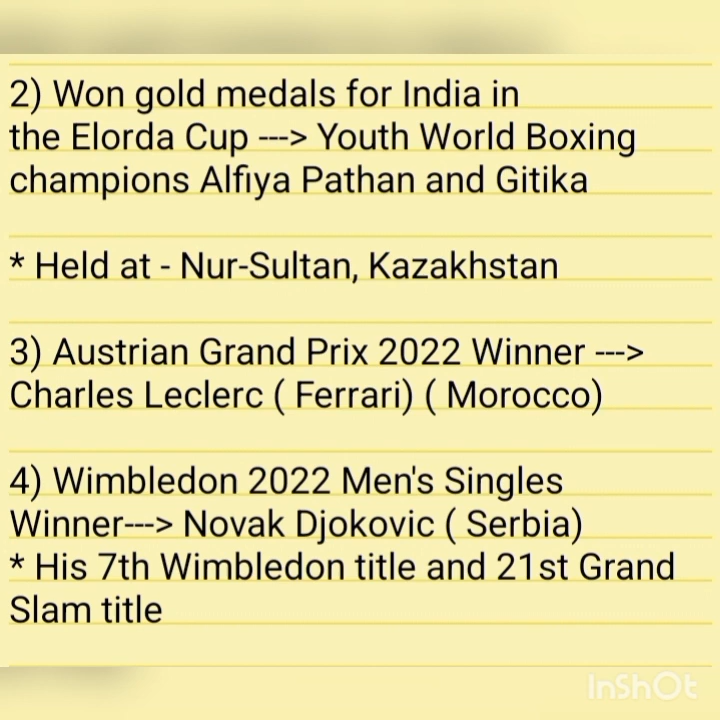 2) Won gold medals for India in
the Elorda Cup ---> Youth World Boxing
champions Alfiya Pathan and Gitika
* Held at - Nur-Sultan, Kazakhstan
3) Austrian Grand Prix 2022 Winner --->
Charles Leclerc ( Ferrari) ( Morocco)
4) Wimbledon 2022 Men's Singles
Winner---> Novak Djokovic ( Serbia)
* His 7th Wimbledon title and 21st Grand
Slam title
InShOt